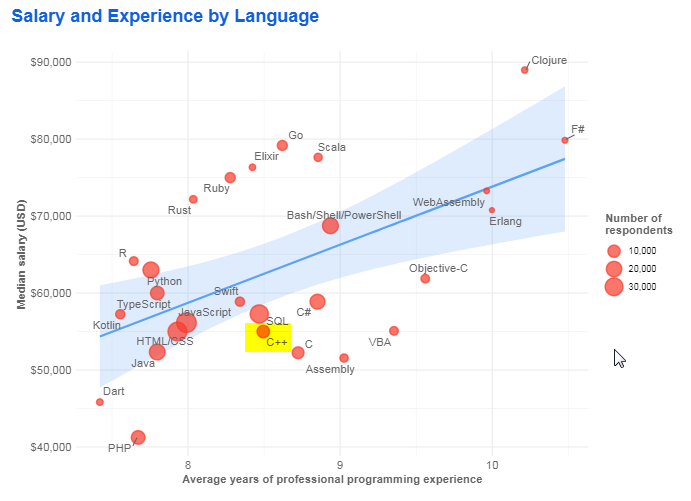 Salary and Experience by Language
$90,000
$80,000
$70,000
$60,000
$50,000
$40,000
Median salary (USD)
Clojure
F#
Go
Elixir
Scala
Ruby
Rust
WebAssembly
Bash/Shell/PowerShell
Erlang
R
Python
Objective-C
TypeScript
Swift
JavaScript
C#
Kotlin
SQL
HTML/CSS
C++
C
VBA
Java
Assembly
Dart
PHP
8
9
10
Average years of professional programming experience
Number of
respondents
10,000
20,000
30,000